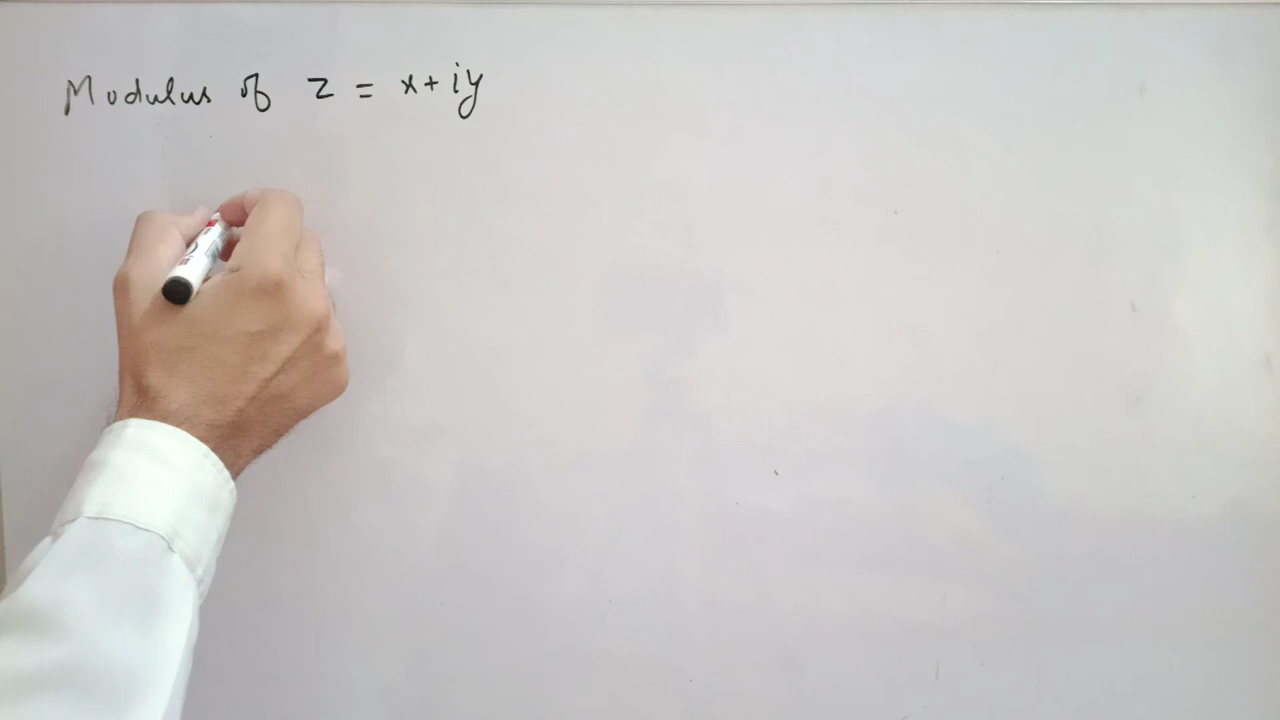 Modulus of z = x + iy